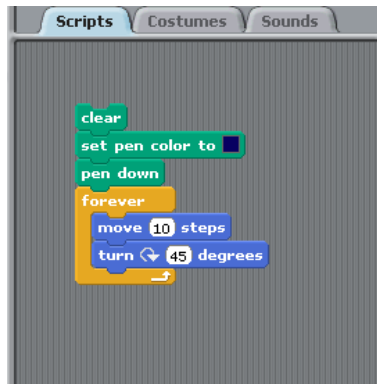 Scripts Costumes Sounds
clear
set pen color to
pen down
forever
move 10 steps
turn 45 degrees